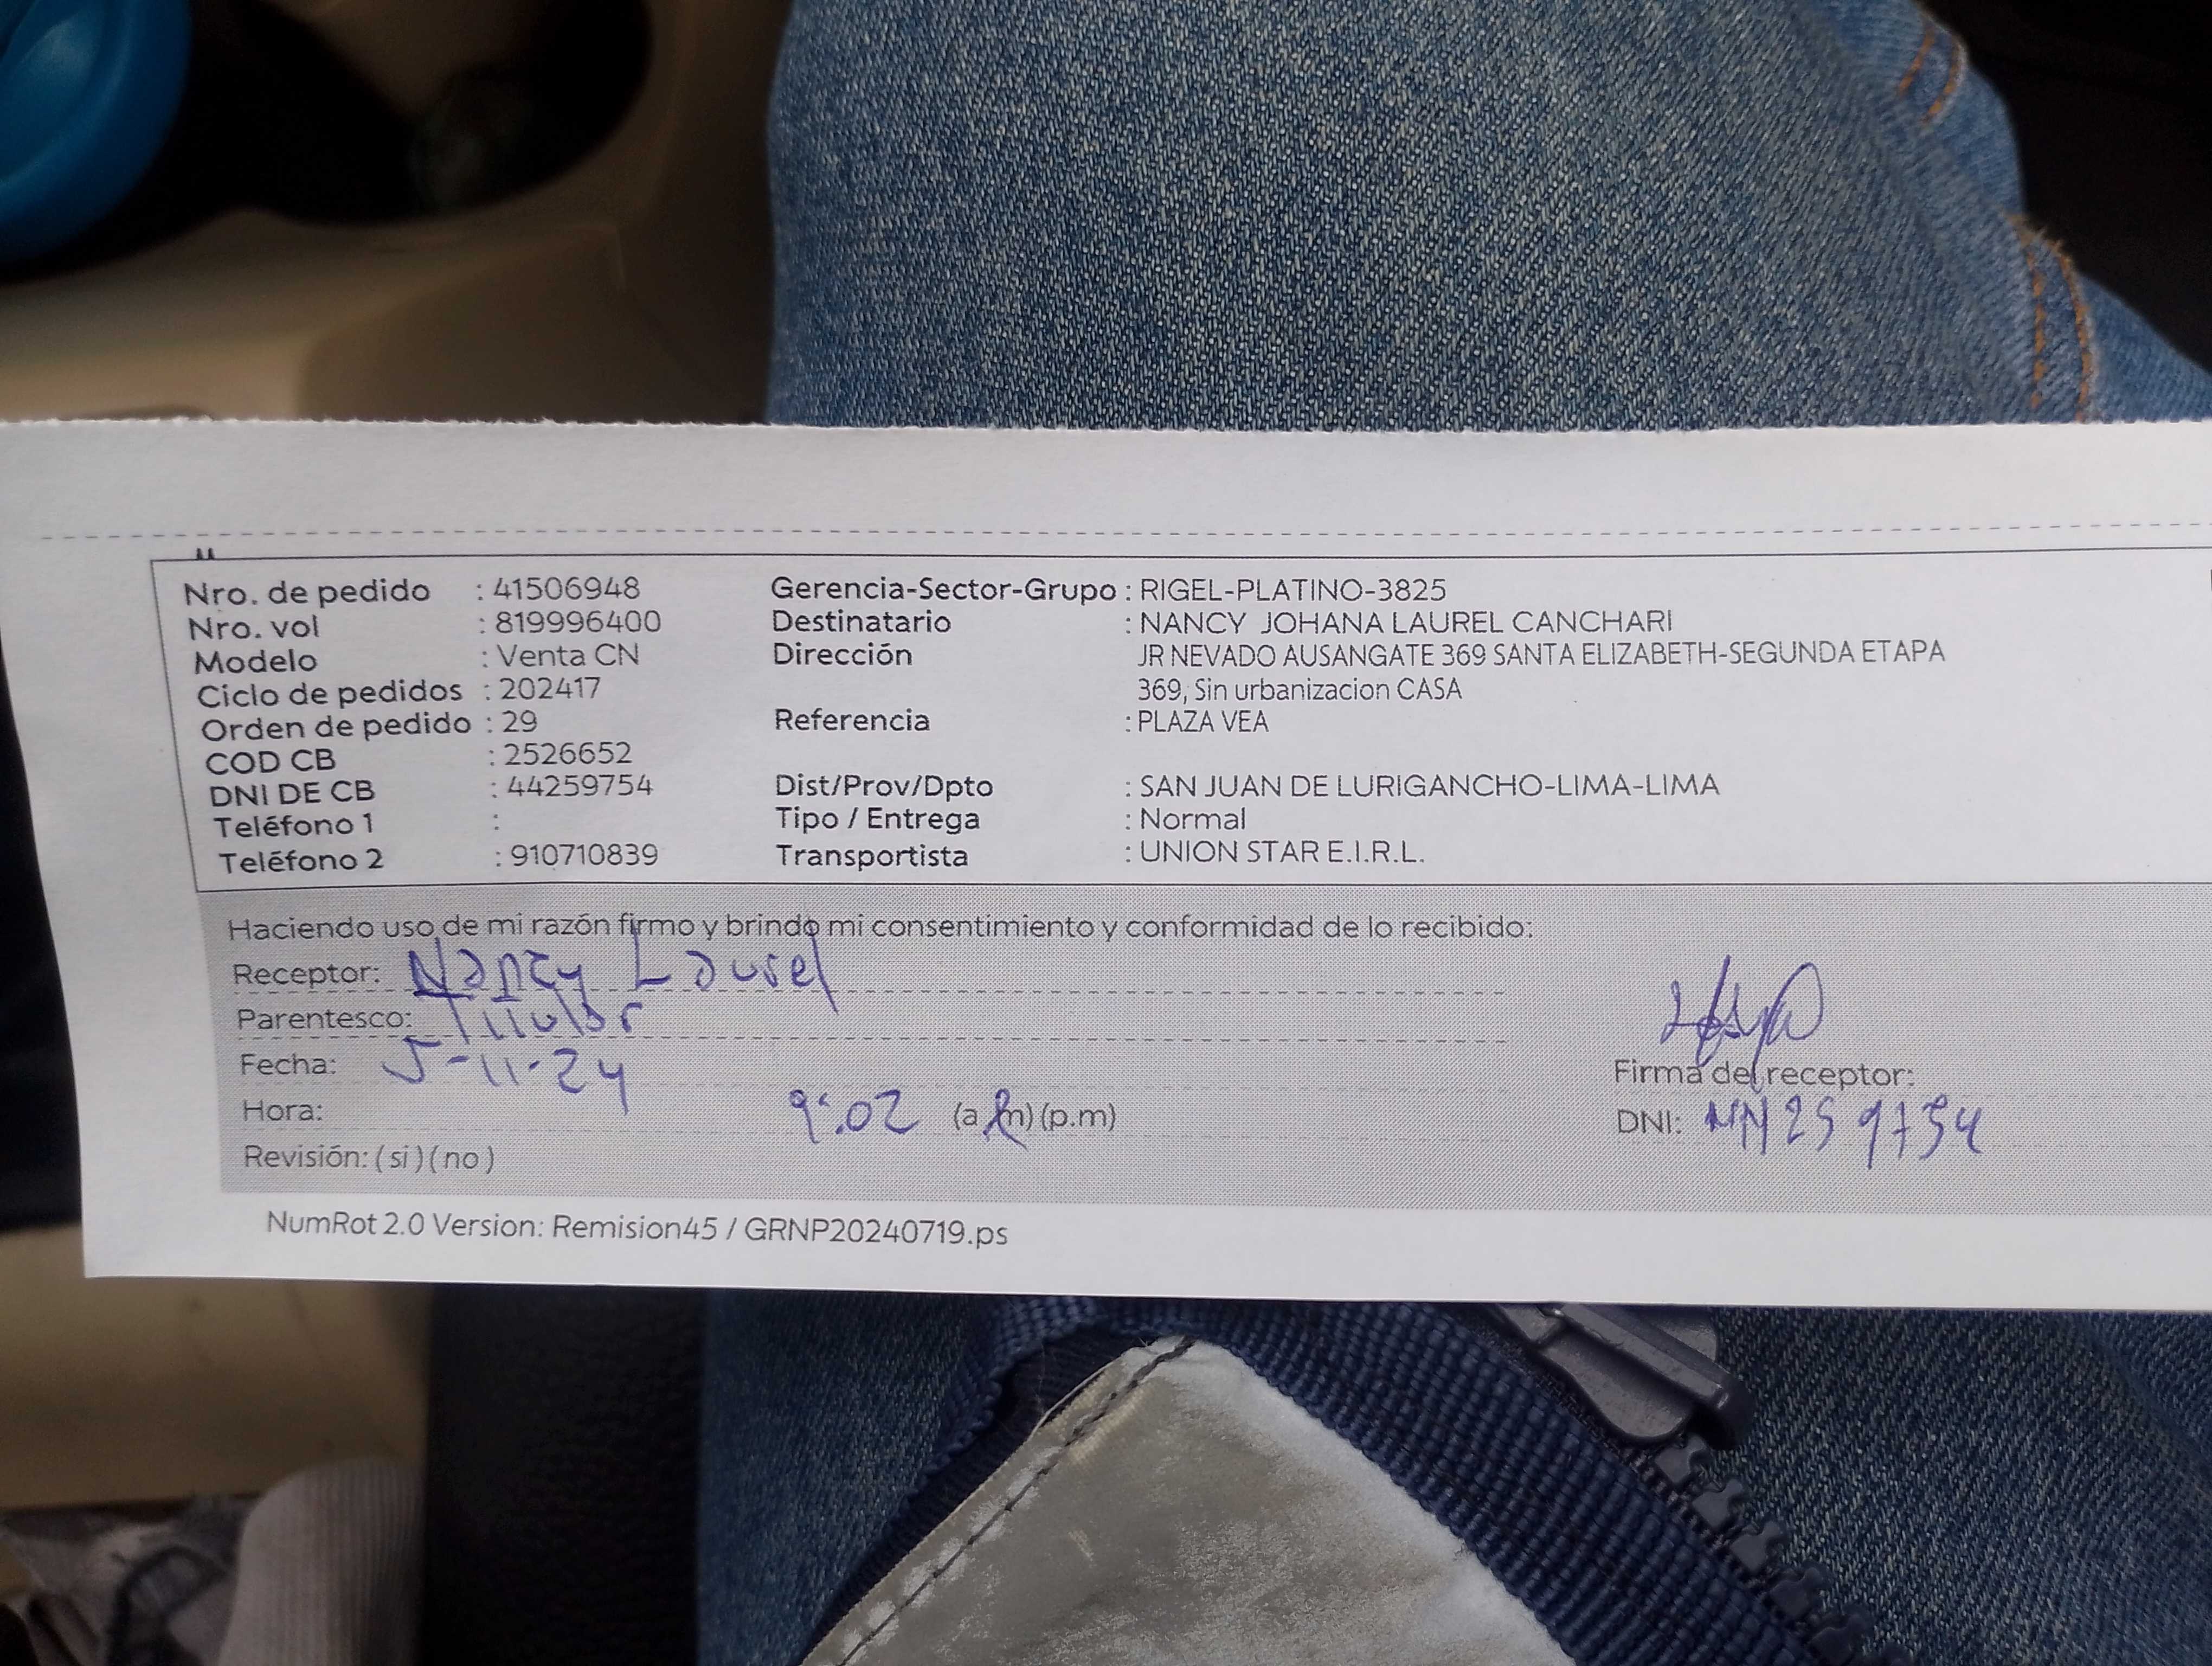 Nro. de pedido : 41506948 Gerencia-Sector-Grupo : RIGEL-PLATINO-3825
Nro. vol : 819996400 Destinatario : NANCY JOHANA LAUREL CANCHARI
Modelo : Venta CN Dirección JR NEVADO AUSANGATE 369 SANTA ELIZABETH-SEGUNDA ETAPA
Ciclo de pedidos : 202417 369, Sin urbanizacion CASA
Orden de pedido : 29 Referencia : PLAZA VEA
COD CB : 2526652
DNI DE CB : 44259754 Dist/Prov/Dpto : SAN JUAN DE LURIGANCHO-LIMA-LIMA
Teléfono 1 : Tipo / Entrega : Normal
Teléfono 2 : 910710839 Transportista : UNION STAR E.I.R.L.
Haciendo uso de mi razón firmo y brindo mi consentimiento y conformidad de lo recibido:
Receptor: Nancy Laurel
Parentesco: Titular
Fecha: 5-11-24 Firma del receptor:
Hora: 9:02 (a.m) (p.m) DNI: 44259754
Revisión: (si) (no)
NumRot 2.0 Version: Remision45 / GRNP20240719.ps